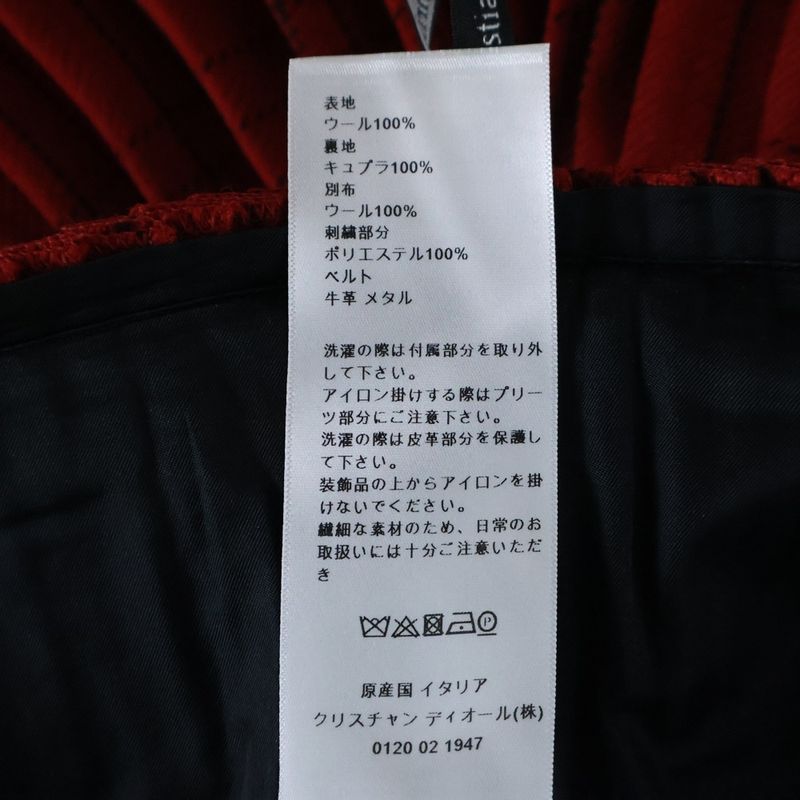 stia
表地
ウール100%
裏地
キュプラ100%
別布
ウール100%
刺繍部分
ポリエステル100%
ベルト
牛革 メタル
洗濯の際は付属部分を取り外
して下さい。
アイロン掛けする際はプリー
ツ部分にご注意下さい。
洗濯の際は皮革部分を保護し
て下さい。
装飾品の上からアイロンを掛
けないでください。
繊細な素材のため、日常のお
取扱いには十分ご注意いただ
き
P
原産国 イタリア
クリスチャン ディオール(株)
0120 02 1947